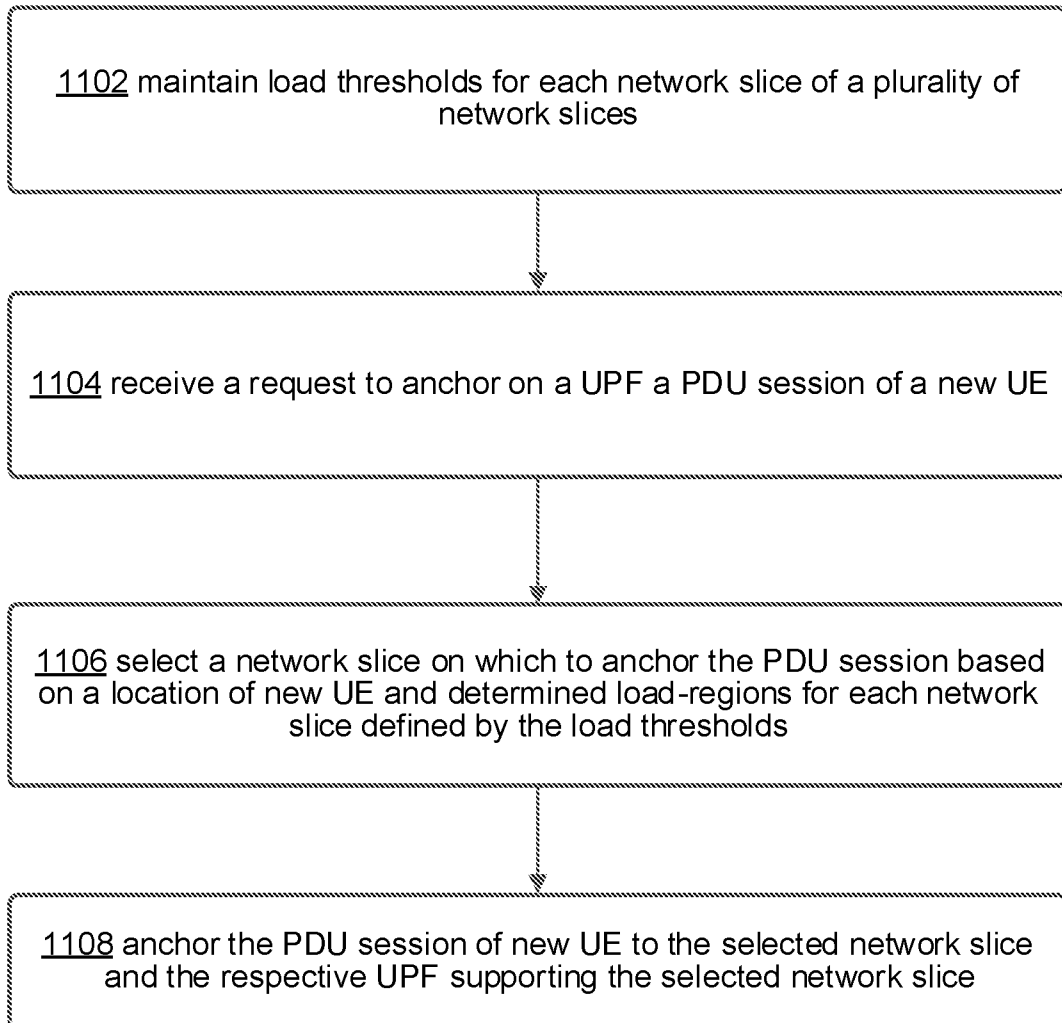 1102 maintain load thresholds for each network slice of a plurality of
network slices
1104 receive a request to anchor on a UPF a PDU session of a new UE
1106 select a network slice on which to anchor the PDU session based
on a location of new UE and determined load-regions for each network
slice defined by the load thresholds
1108 anchor the PDU session of new UE to the selected network slice
and the respective UPF supporting the selected network slice